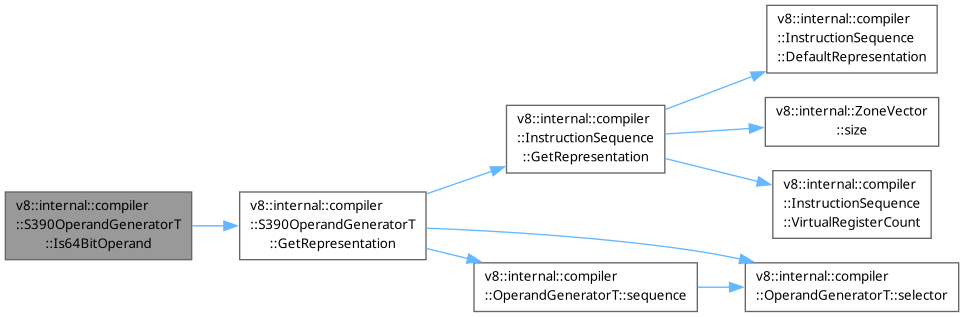 v8::internal::compiler
::InstructionSequence
::DefaultRepresentation
v8::internal::ZoneVector
::size
v8::internal::compiler
::InstructionSequence
::GetRepresentation
v8::internal::compiler
::InstructionSequence
::VirtualRegisterCount
v8::internal::compiler
::S390OperandGeneratorT
::Is64BitOperand
v8::internal::compiler
::S390OperandGeneratorT
::GetRepresentation
v8::internal::compiler
::OperandGeneratorT::sequence
v8::internal::compiler
::OperandGeneratorT::selector